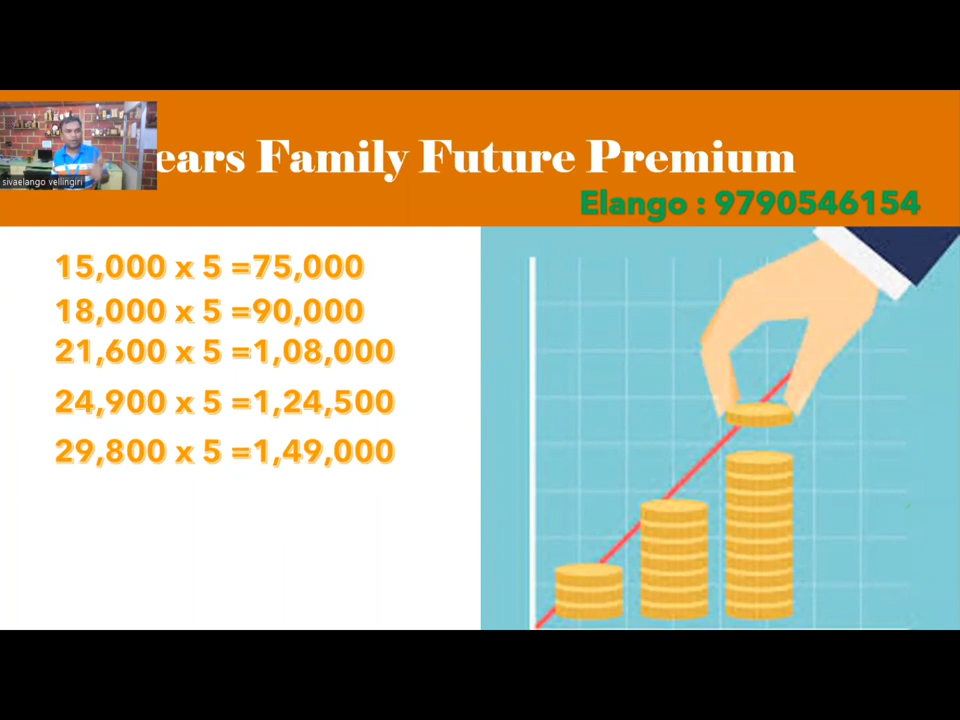 ears Family Future Premium
Elango : 9790546154
sivaelango vellingiri
15,000 x 5 =75,000
18,000 x 5 =90,000
21,600 x 5 =1,08,000
24,900 x 5 =1,24,500
29,800 x 5 =1,49,000